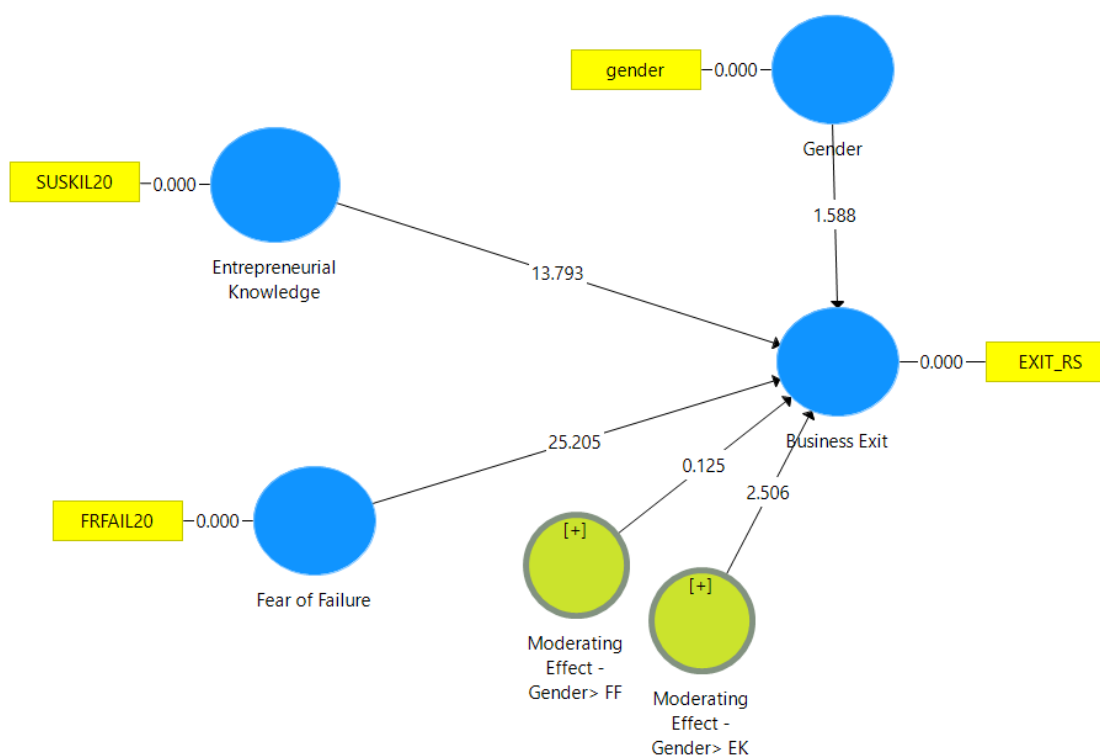 gender
0.000
Gender
SUSKIL20
0.000
Entrepreneurial
Knowledge
1.588
13.793
0.000
EXIT_RS
Business Exit
25.205
0.125
2.506
FRFAIL20
0.000
Fear of Failure
[+]
Moderating
Effect -
Gender> FF
[+]
Moderating
Effect -
Gender> EK